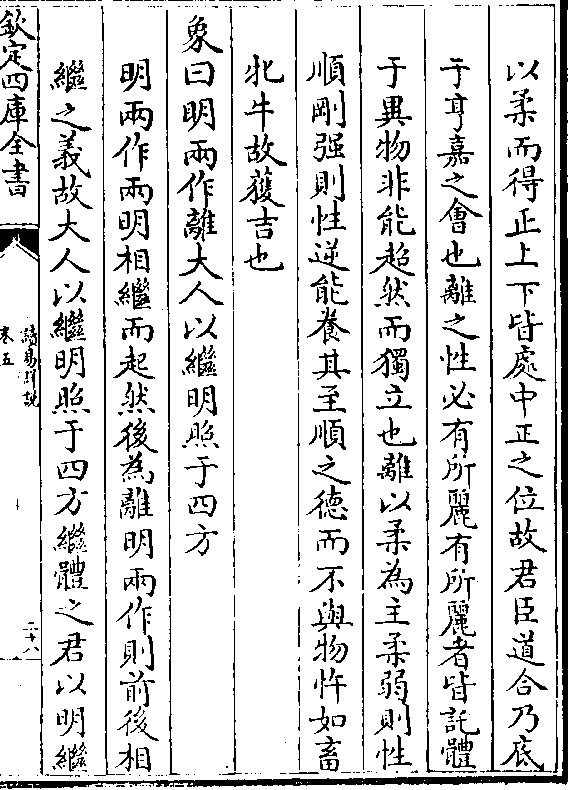 以柔而得正上下皆處中正之位故君臣道合乃底
于亨嘉之會也離之性必有所麗有所麗者皆託體
于異物非能超然而獨立也離以柔為主柔弱則性
順剛强則性逆能養其至順之德而不與物忤如畜
牝牛故獲吉也
象曰明兩作離大人以繼明照于四方
明兩作兩明相繼而起然後為離明兩作則前後相
繼之義故大人以繼明照于四方繼體之君以明繼
欽定四庫全書
讀易詳說
卷五
二十八